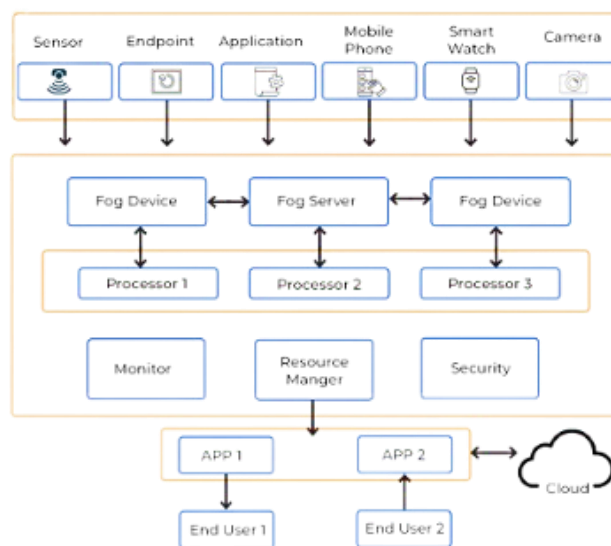 Sensor
Endpoint
Application
Mobile
Phone
Smart
Watch
Camera
Fog Device
Fog Server
Fog Device
Processor 1
Processor 2
Processor 3
Monitor
Resource
Manger
Security
APP 1
APP 2
Cloud
End User 1
End User 2